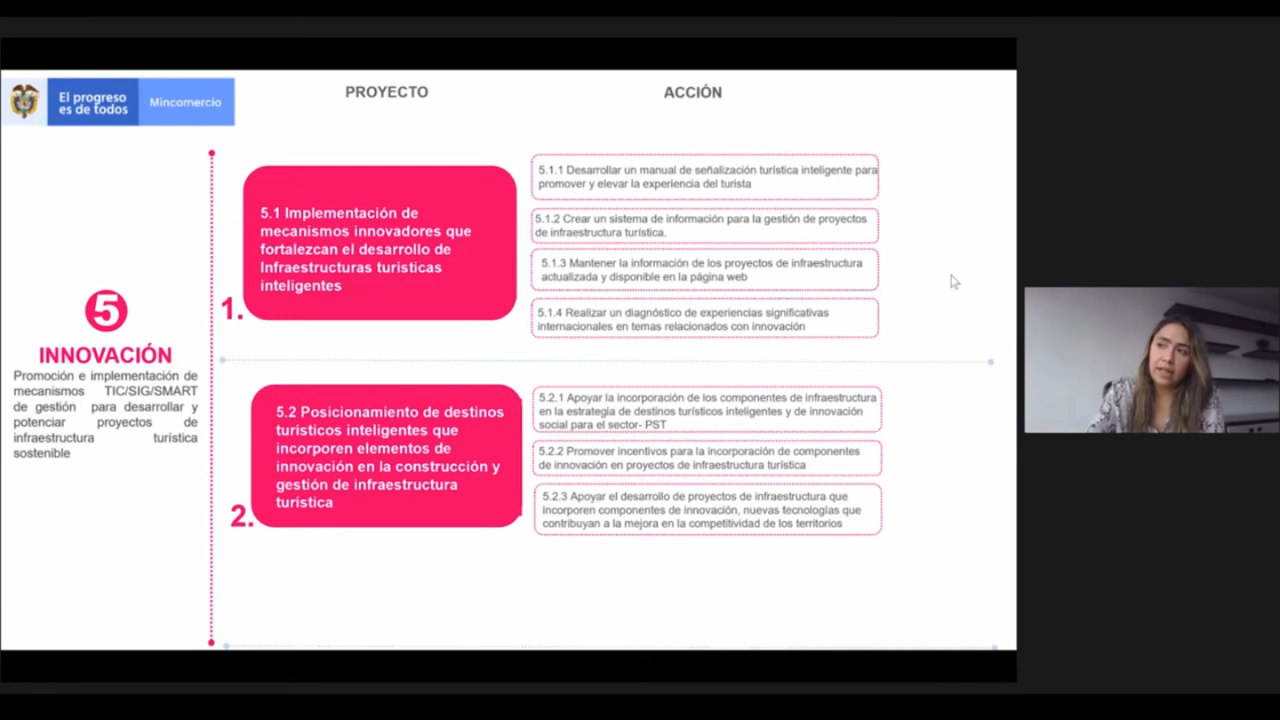 El progreso
es de todos
Mincomercio
PROYECTO
ACCIÓN
5
INNOVACIÓN
Promoción e implementación de
mecanismos TIC/SIG/SMART
de gestión para desarrollar y
potenciar proyectos de
infraestructura turística
sostenible
1.
5.1 Implementación de
mecanismos innovadores que
fortalezcan el desarrollo de
Infraestructuras turísticas
inteligentes
5.1.1 Desarrollar un manual de señalización turística inteligente para
promover y elevar la experiencia del turista
5.1.2 Crear un sistema de información para la gestión de proyectos
de infraestructura turística.
5.1.3 Mantener la información de los proyectos de infraestructura
actualizada y disponible en la página web
5.1.4 Realizar un diagnóstico de experiencias significativas
internacionales en temas relacionados con innovación
2.
5.2 Posicionamiento de destinos
turísticos inteligentes que
incorporen elementos de
innovación en la construcción y
gestión de infraestructura
turística
5.2.1 Apoyar la incorporación de los componentes de infraestructura
en la estrategia de destinos turísticos inteligentes y de innovación
social para el sector- PST
5.2.2 Promover incentivos para la incorporación de componentes
de innovación en proyectos de infraestructura turística
5.2.3 Apoyar el desarrollo de proyectos de infraestructura que
incorporen componentes de innovación, nuevas tecnologías que
contribuyan a la mejora en la competitividad de los territorios